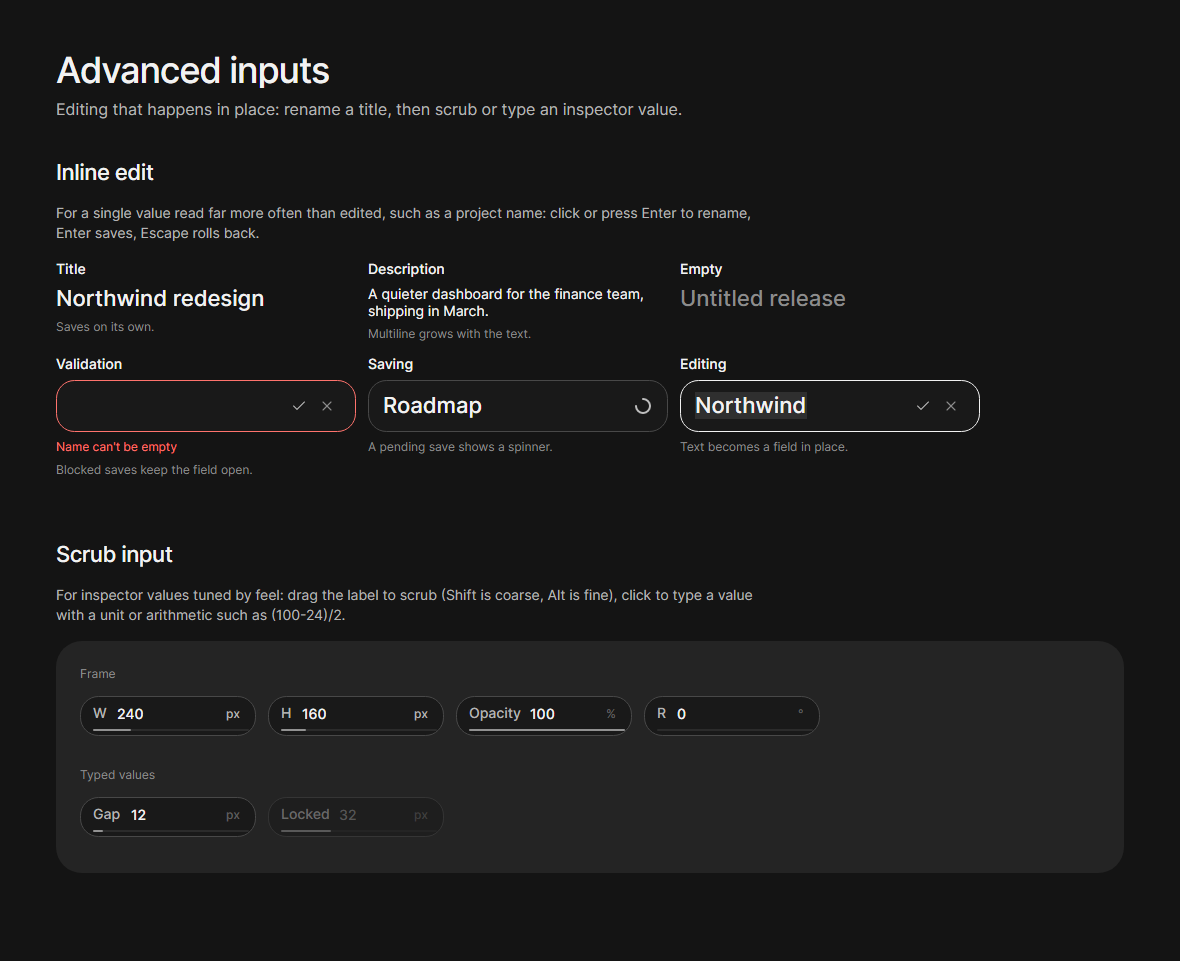 Advanced inputs
Editing that happens in place: rename a title, then scrub or type an inspector value.
Inline edit
For a single value read far more often than edited, such as a project name: click or press Enter to rename,
Enter saves, Escape rolls back.
Title
Northwind redesign
Saves on its own.
Description
A quieter dashboard for the finance team,
shipping in March.
Multiline grows with the text.
Empty
Untitled release
Validation
Name can't be empty
Blocked saves keep the field open.
Saving
Roadmap
A pending save shows a spinner.
Editing
Northwind
Text becomes a field in place.
Scrub input
For inspector values tuned by feel: drag the label to scrub (Shift is coarse, Alt is fine), click to type a value
with a unit or arithmetic such as (100-24)/2.
Frame
W 240 px
H 160 px
Opacity 100 %
R 0 °
Typed values
Gap 12 px
Locked 32 px